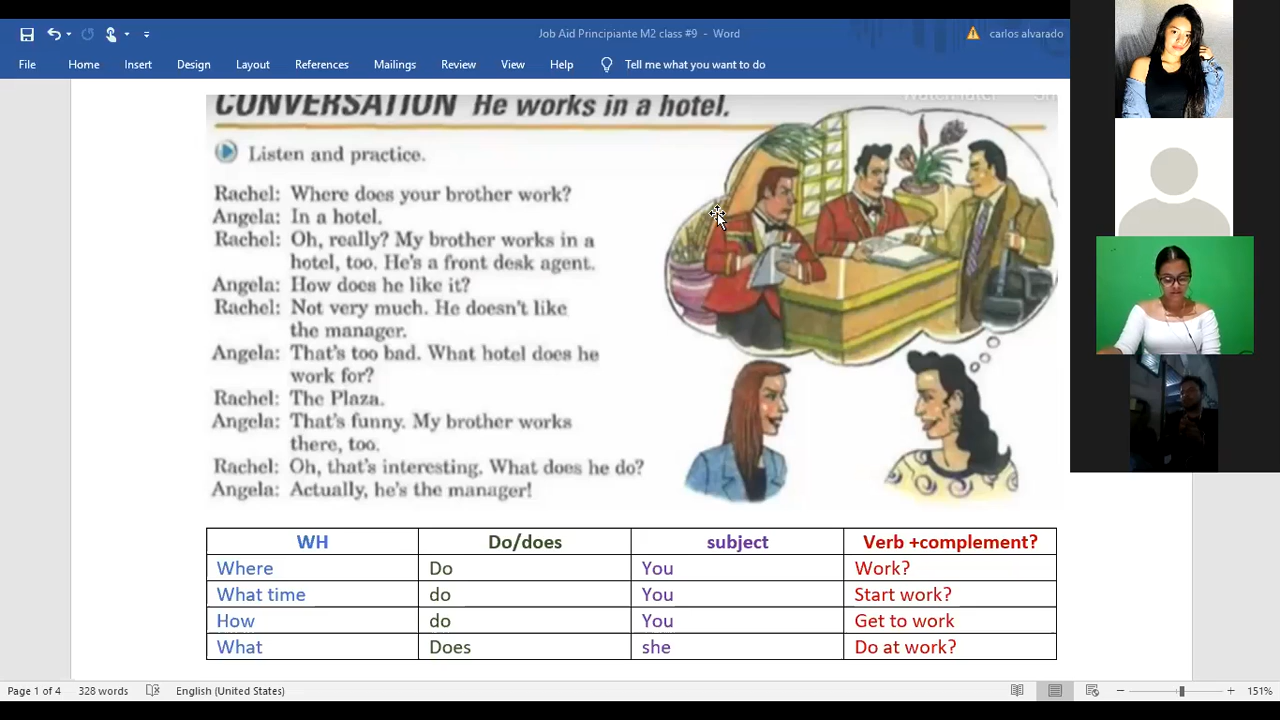 Job Aid Principiante M2 class #9 - Word
carlos alvarado
File Home Insert Design Layout References Mailings Review View Help Tell me what you want to do
CONVERSATION He works in a hotel.
Listen and practice.
Rachel: Where does your brother work?
Angela: In a hotel.
Rachel: Oh, really? My brother works in a
hotel, too. He's a front desk agent.
Angela: How does he like it?
Rachel: Not very much. He doesn't like
the manager.
Angela: That's too bad. What hotel does he
work for?
Rachel: The Plaza.
Angela: That's funny. My brother works
there, too.
Rachel: Oh, that's interesting. What does he do?
Angela: Actually, he's the manager!
WH Do/does subject Verb +complement?
Where Do You Work?
What time do You Start work?
How do You Get to work
What Does she Do at work?
Page 1 of 4 328 words English (United States) 151%